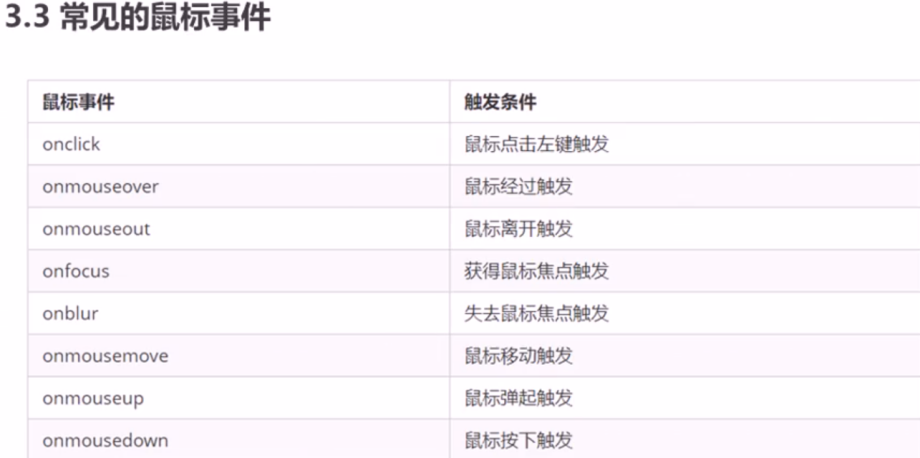 3.3 常见的鼠标事件
鼠标事件 触发条件
onclick 鼠标点击左键触发
onmouseover 鼠标经过触发
onmouseout 鼠标离开触发
onfocus 获得鼠标焦点触发
onblur 失去鼠标焦点触发
onmousemove 鼠标移动触发
onmouseup 鼠标弹起触发
onmousedown 鼠标按下触发